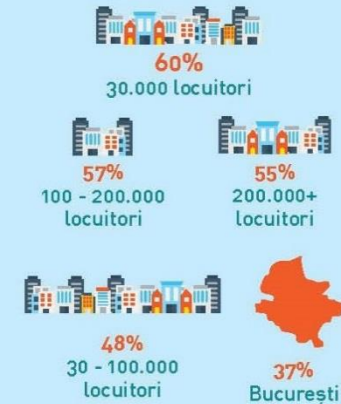 60%
30.000 locuitori
57%
100 - 200.000
locuitori
55%
200.000+
locuitori
48%
30 - 100.000
locuitori
37%
București